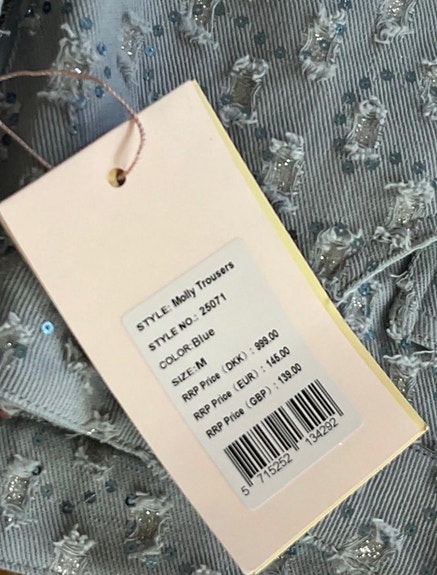 STYLE: Molly Trousers
STYLE NO.: 25071
COLOR:Blue
SIZE:M
RRP Price (DKK) : 999.00
RRP Price (EUR) : 145.00
RRP Price (GBP) : 139.00
5 715252 134292